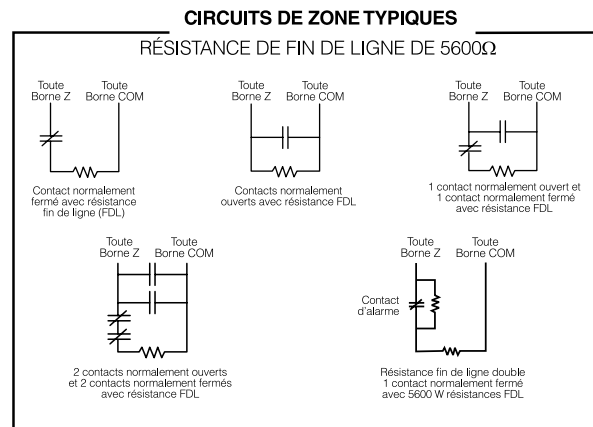 CIRCUITS DE ZONE TYPIQUES
RÉSISTANCE DE FIN DE LIGNE DE 5600Ω
Toute Borne Z
Toute Borne COM
Contact normalement
fermé avec résistance
fin de ligne (FDL)
Toute Borne Z
Toute Borne COM
Contacts normalement
ouverts avec résistance FDL
Toute Borne Z
Toute Borne COM
1 contact normalement ouvert et
1 contact normalement fermé
avec résistance FDL
Toute Borne Z
Toute Borne COM
2 contacts normalement ouverts
et 2 contacts normalement fermés
avec résistance FDL
Toute Borne Z
Toute Borne COM
Contact
d'alarme
Résistance fin de ligne double
1 contact normalement fermé
avec 5600 W résistances FDL